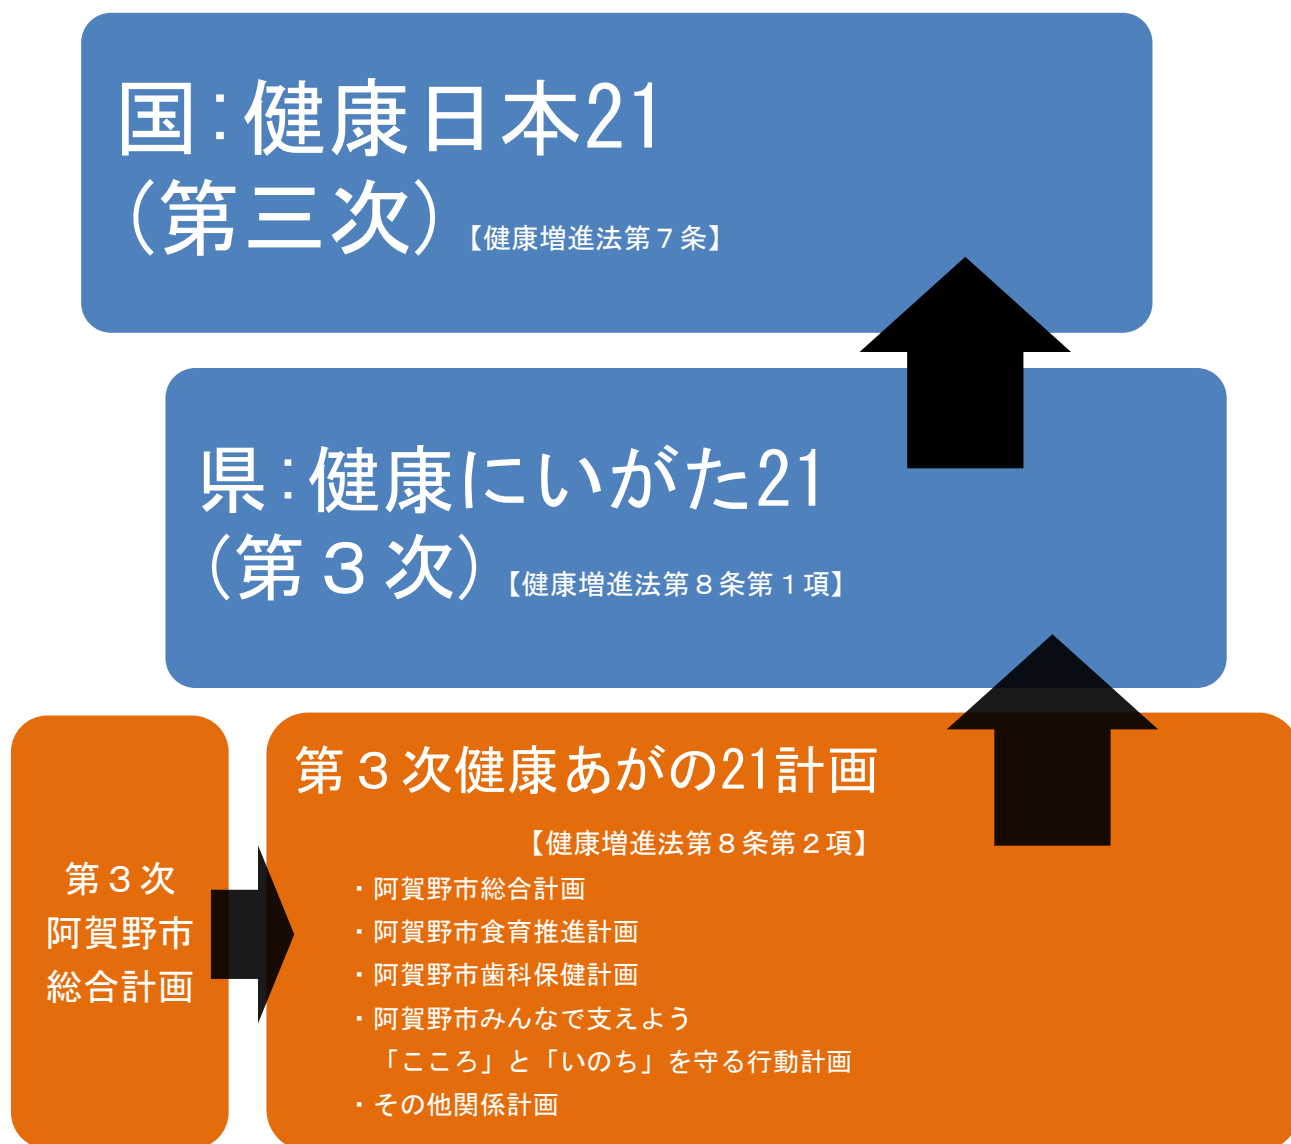 国：健康日本21
（第三次）【健康増進法第７条】
県：健康にいがた21
（第３次）【健康増進法第８条第１項】
第３次
阿賀野市
総合計画
第３次健康あがの21計画
【健康増進法第８条第２項】
・阿賀野市総合計画
・阿賀野市食育推進計画
・阿賀野市歯科保健計画
・阿賀野市みんなで支えよう
「こころ」と「いのち」を守る行動計画
・その他関係計画